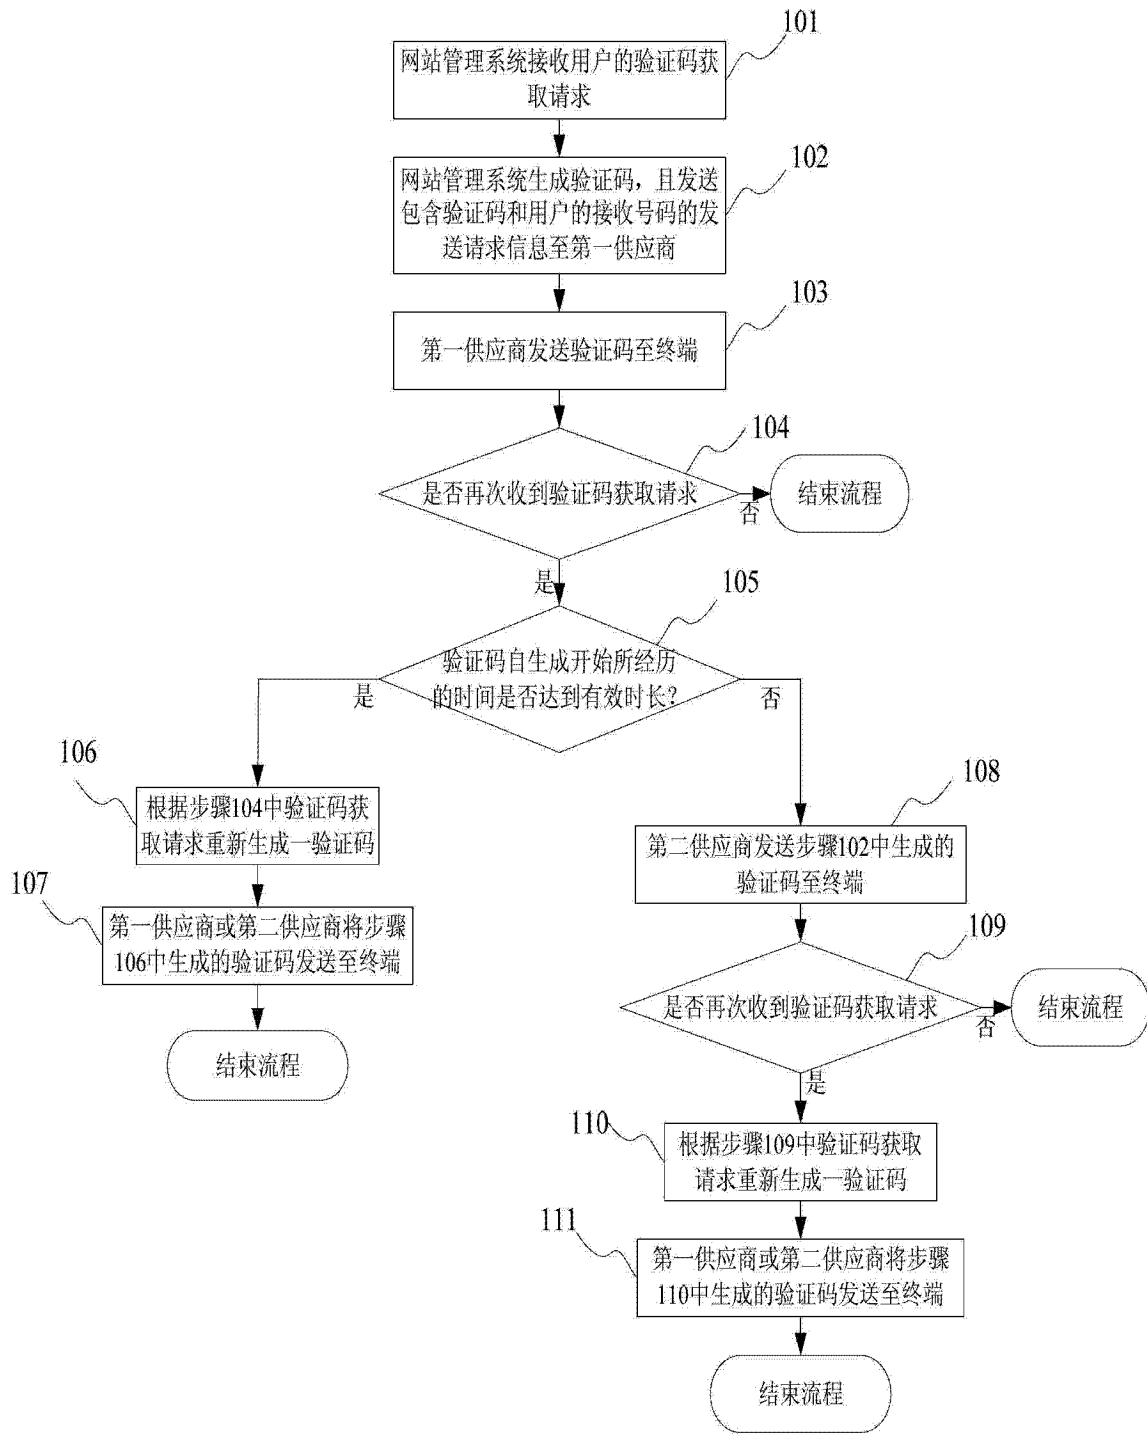 101
网站管理系统接收用户的验证码获
取请求
102
网站管理系统生成验证码，且发送
包含验证码和用户的接收号码的发
送请求信息至第一供应商
103
第一供应商发送验证码至终端
104
是否再次收到验证码获取请求
否
结束流程
是
105
验证码自生成开始所经历
的时间是否达到有效时长？
是
否
106
根据步骤104中验证码获
取请求重新生成一验证码
107
第一供应商或第二供应商将步骤
106中生成的验证码发送至终端
结束流程
108
第二供应商发送步骤102中生成的
验证码至终端
109
是否再次收到验证码获取请求
否
结束流程
是
110
根据步骤109中验证码获取
请求重新生成一验证码
111
第一供应商或第二供应商将步骤
110中生成的验证码发送至终端
结束流程